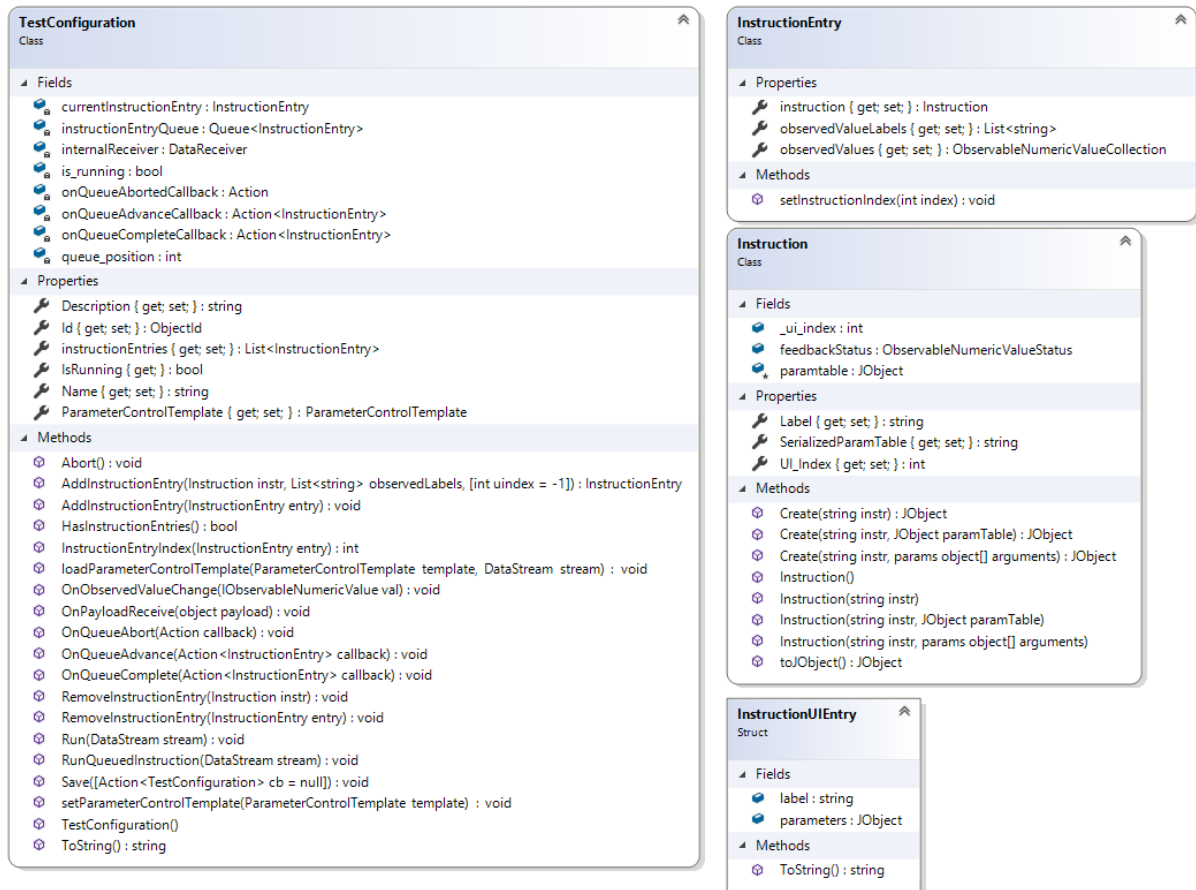 TestConfiguration
Class
Fields
currentInstructionEntry : InstructionEntry
instructionEntryQueue : Queue<InstructionEntry>
internalReceiver : DataReceiver
is_running : bool
onQueueAbortedCallback : Action
onQueueAdvanceCallback : Action<InstructionEntry>
onQueueCompleteCallback : Action<InstructionEntry>
queue_position : int
Properties
Description { get; set; } : string
Id { get; set; } : ObjectId
instructionEntries { get; set; } : List<InstructionEntry>
IsRunning { get; } : bool
Name { get; set; } : string
ParameterControlTemplate { get; set; } : ParameterControlTemplate
Methods
Abort() : void
AddInstructionEntry(Instruction instr, List<string> observedLabels, [int uindex = -1]) : InstructionEntry
AddInstructionEntry(InstructionEntry entry) : void
HasInstructionEntries() : bool
InstructionEntryIndex(InstructionEntry entry) : int
loadParameterControlTemplate(ParameterControlTemplate template, DataStream stream) : void
OnObservedValueChange(IObservableNumericValue val) : void
OnPayloadReceive(object payload) : void
OnQueueAbort(Action callback) : void
OnQueueAdvance(Action<InstructionEntry> callback) : void
OnQueueComplete(Action<InstructionEntry> callback) : void
RemoveInstructionEntry(Instruction instr) : void
RemoveInstructionEntry(InstructionEntry entry) : void
Run(DataStream stream) : void
RunQueuedInstruction(DataStream stream) : void
Save([Action<TestConfiguration> cb = null]) : void
setParameterControlTemplate(ParameterControlTemplate template) : void
TestConfiguration()
ToString() : string
InstructionEntry
Class
Properties
instruction { get; set; } : Instruction
observedValueLabels { get; set; } : List<string>
observedValues { get; set; } : ObservableNumericValueCollection
Methods
setInstructionIndex(int index) : void
Instruction
Class
Fields
_ui_index : int
feedbackStatus : ObservableNumericValueStatus
paramtable : JObject
Properties
Label { get; set; } : string
SerializedParamTable { get; set; } : string
UI_Index { get; set; } : int
Methods
Create(string instr) : JObject
Create(string instr, JObject paramTable) : JObject
Create(string instr, params object[] arguments) : JObject
Instruction()
Instruction(string instr)
Instruction(string instr, JObject paramTable)
Instruction(string instr, params object[] arguments)
toJObject() : JObject
InstructionUIEntry
Struct
Fields
label : string
parameters : JObject
Methods
ToString() : string